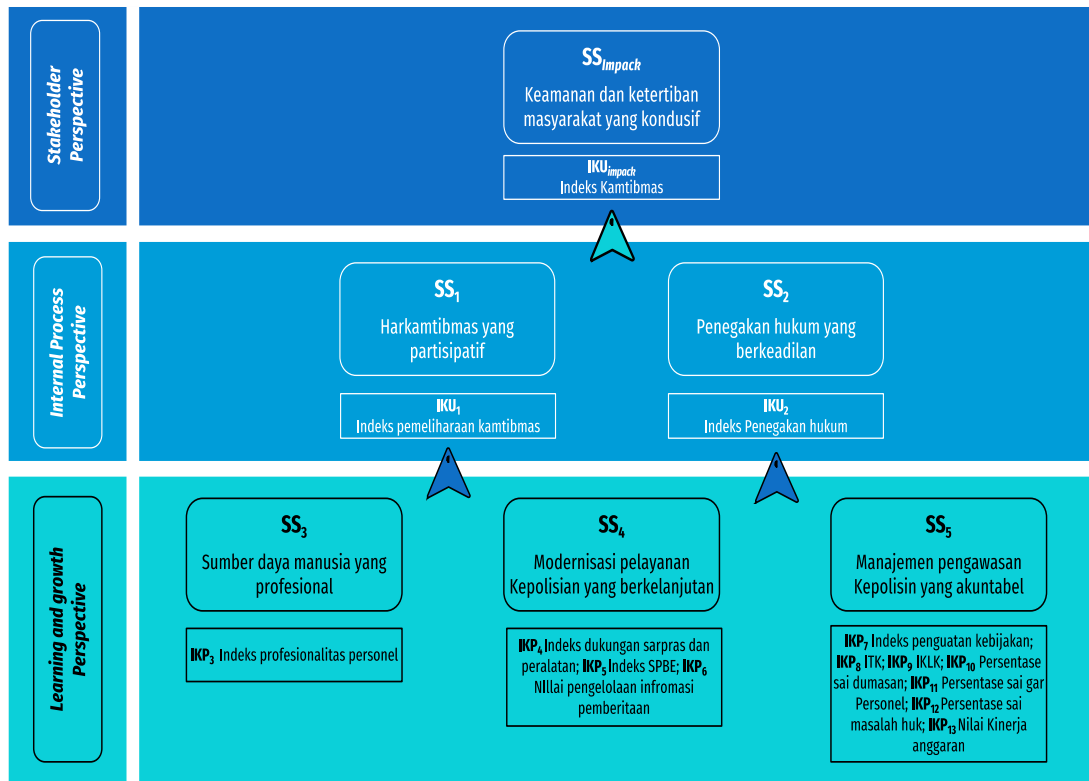 Stakeholder
Perspective
SS Impack
Keamanan dan ketertiban
masyarakat yang kondusif
IKU impack
Indeks Kamtibmas
Internal Process
Perspective
SS1
Harkamtibmas yang
partisipatif
IKU1
Indeks pemeliharaan kamtibmas
SS2
Penegakan hukum yang
berkeadilan
IKU2
Indeks Penegakan hukum
Learning and growth
Perspective
SS3
Sumber daya manusia yang
profesional
IKP3 Indeks profesionalitas personel
SS4
Modernisasi pelayanan
Kepolisian yang berkelanjutan
IKP4 Indeks dukungan sarpras dan
peralatan; IKP5 Indeks SPBE; IKP6
NIllai pengelolaan infromasi
pemberitaan
SS5
Manajemen pengawasan
Kepolisin yang akuntabel
IKP7 Indeks penguatan kebijakan;
IKP8 ITK; IKP9 IKLK; IKP10 Persentase
sai dumasan; IKP11 Persentase sai gar
Personel; IKP12 Persentase sai
masalah huk; IKP13 Nilai Kinerja
anggaran